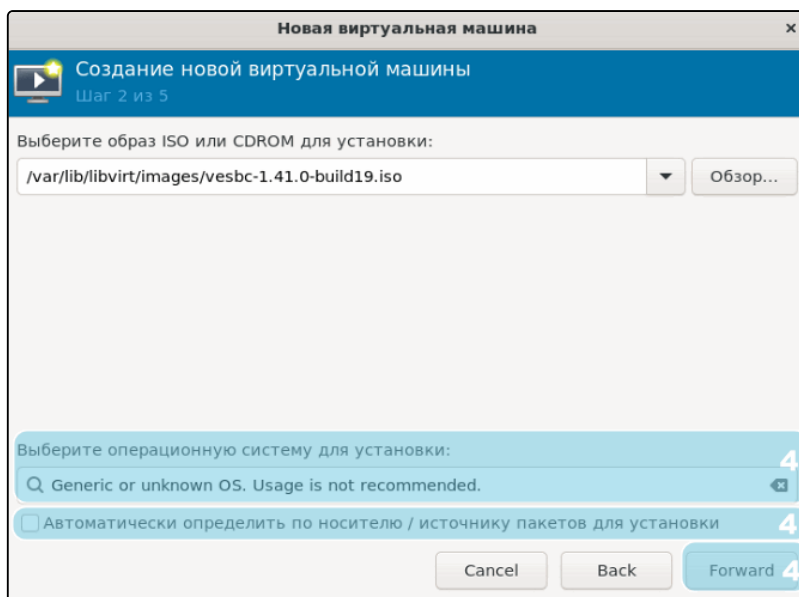 Новая виртуальная машина
Создание новой виртуальной машины
Шаг 2 из 5
Выберите образ ISO или CDROM для установки:
/var/lib/libvirt/images/vesbc-1.41.0-build19.iso
Обзор...
Выберите операционную систему для установки:
4
Generic or unknown OS. Usage is not recommended.
Автоматически определить по носителю / источнику пакетов для установки
4
Cancel Back Forward 4